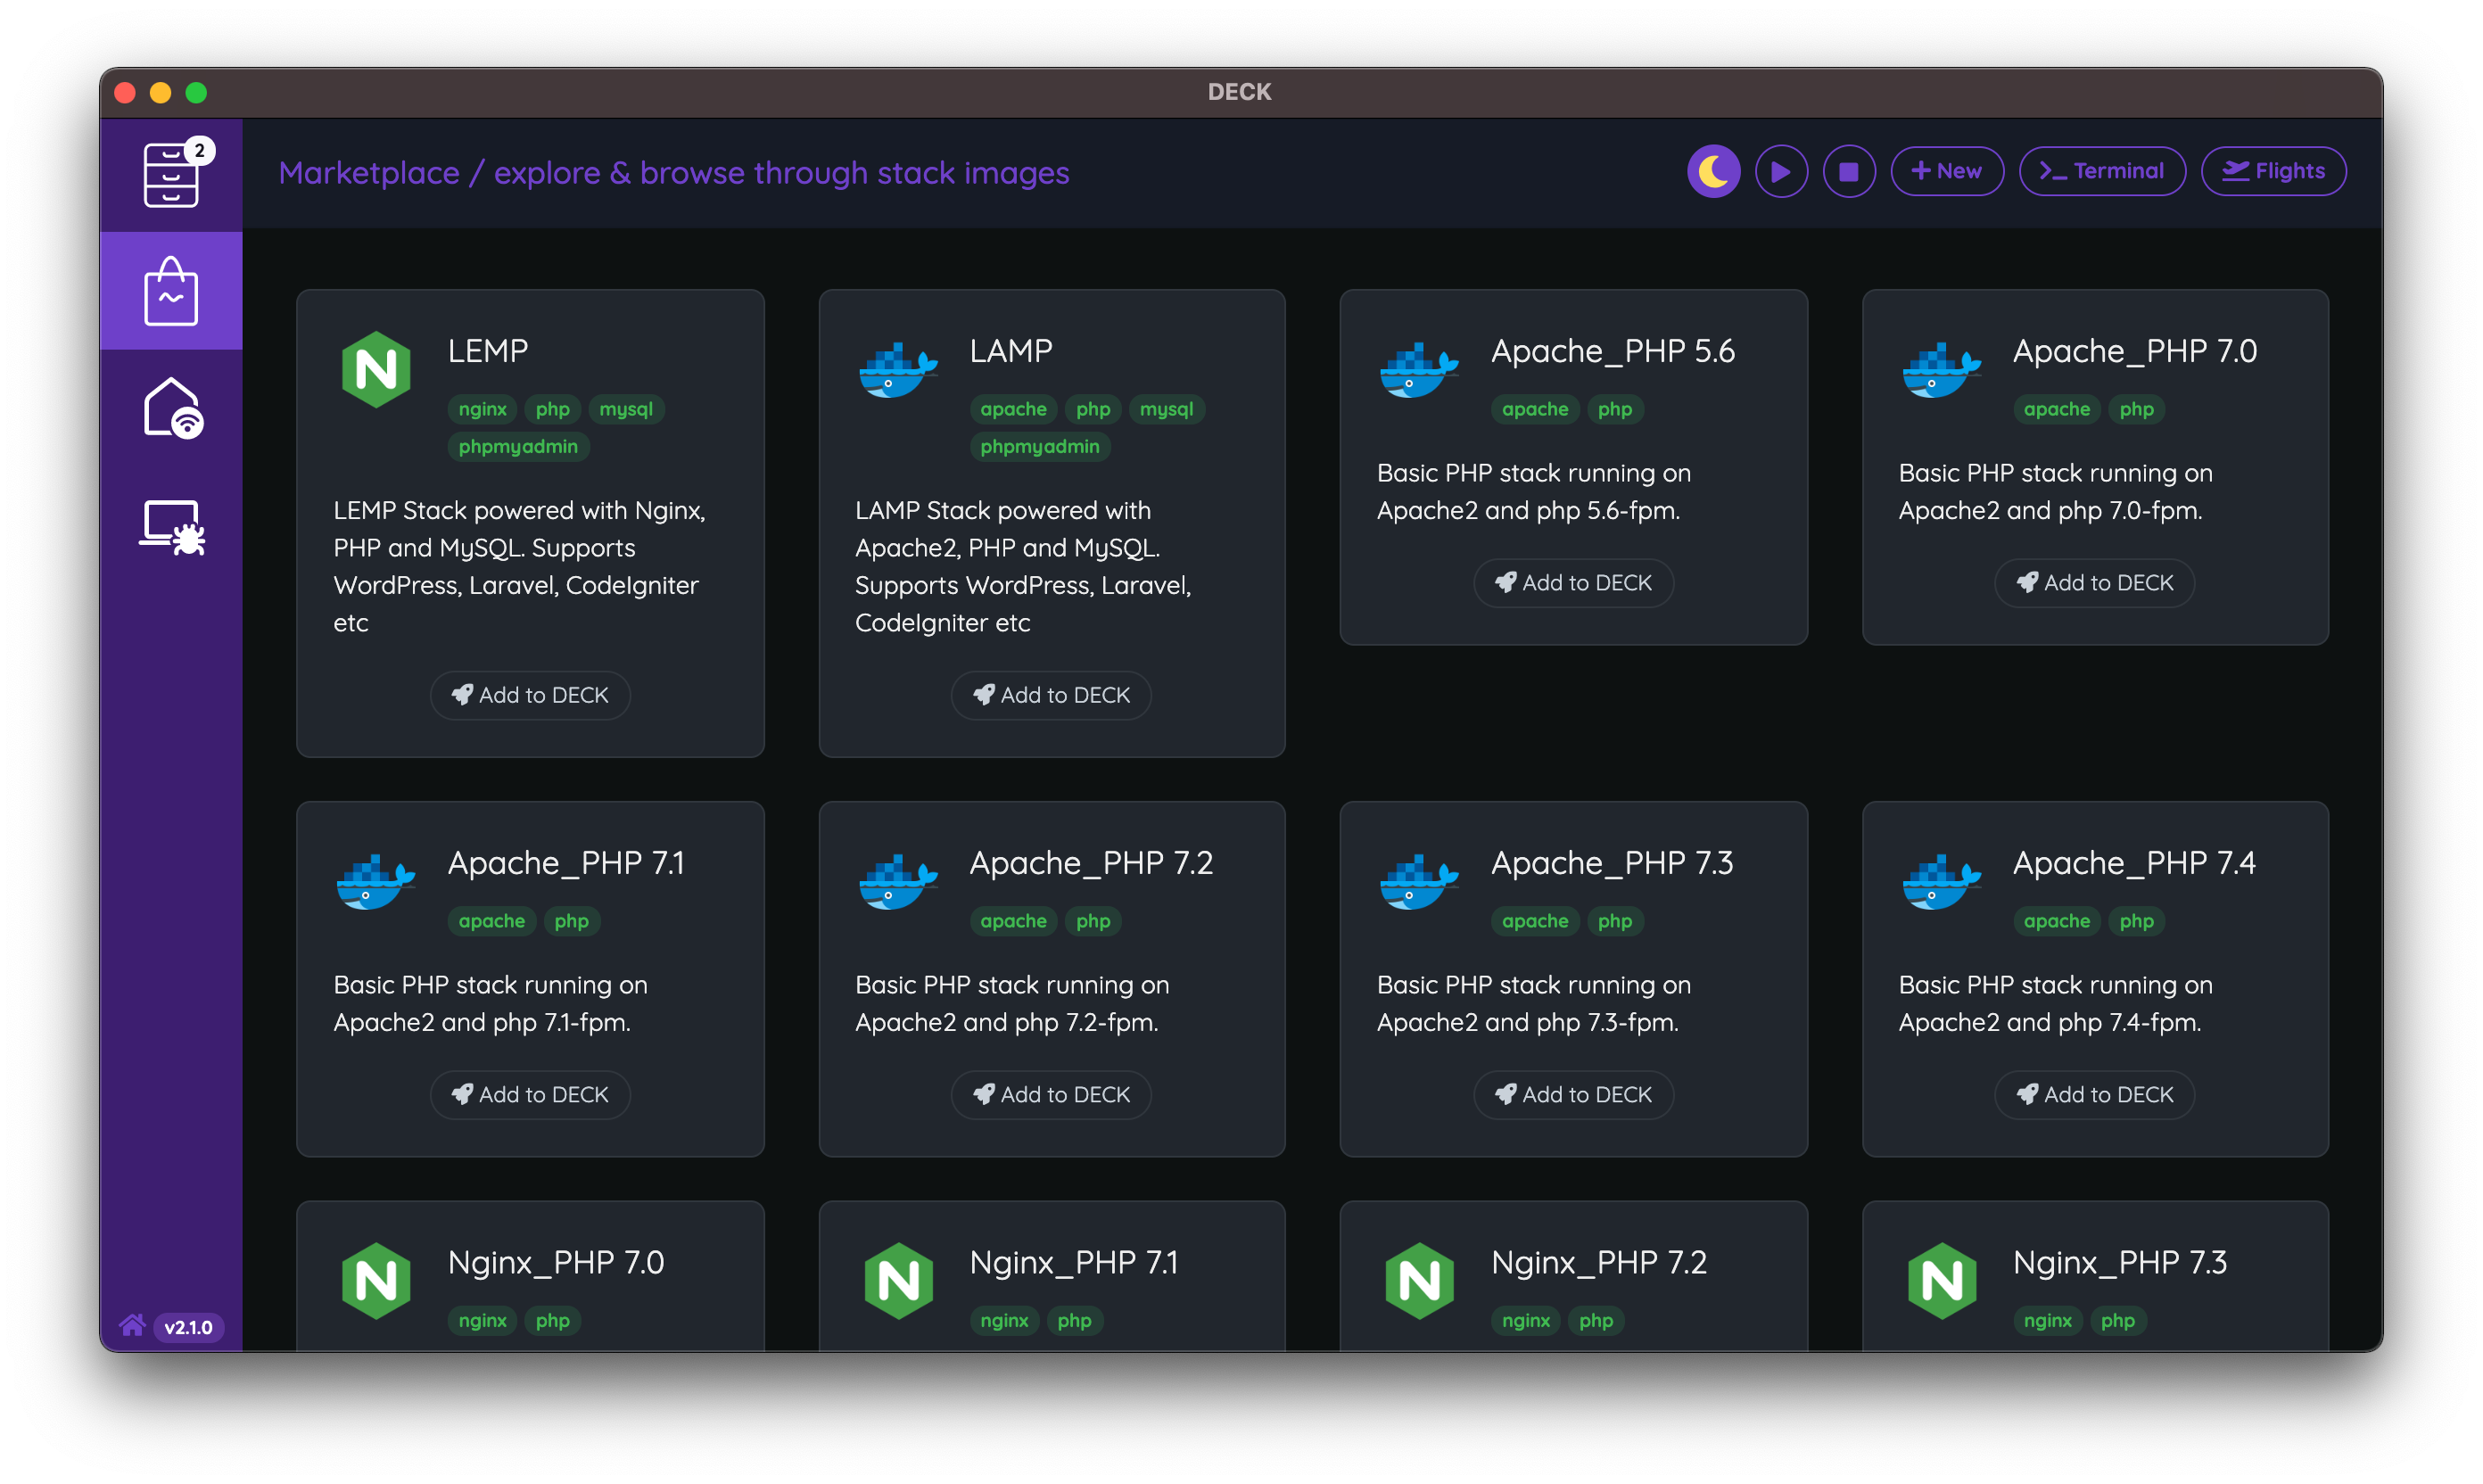 DECK
2
Marketplace / explore & browse through stack images
New
Terminal
Flights
LEMP
nginx php mysql
phpmyadmin
LEMP Stack powered with Nginx,
PHP and MySQL. Supports
WordPress, Laravel, CodeIgniter
etc
Add to DECK
LAMP
apache php mysql
phpmyadmin
LAMP Stack powered with
Apache2, PHP and MySQL.
Supports WordPress, Laravel,
CodeIgniter etc
Add to DECK
Apache_PHP 5.6
apache php
Basic PHP stack running on
Apache2 and php 5.6-fpm.
Add to DECK
Apache_PHP 7.0
apache php
Basic PHP stack running on
Apache2 and php 7.0-fpm.
Add to DECK
Apache_PHP 7.1
apache php
Basic PHP stack running on
Apache2 and php 7.1-fpm.
Add to DECK
Apache_PHP 7.2
apache php
Basic PHP stack running on
Apache2 and php 7.2-fpm.
Add to DECK
Apache_PHP 7.3
apache php
Basic PHP stack running on
Apache2 and php 7.3-fpm.
Add to DECK
Apache_PHP 7.4
apache php
Basic PHP stack running on
Apache2 and php 7.4-fpm.
Add to DECK
N
Nginx_PHP 7.0
nginx php
N
Nginx_PHP 7.1
nginx php
N
Nginx_PHP 7.2
nginx php
N
Nginx_PHP 7.3
nginx php
v2.1.0